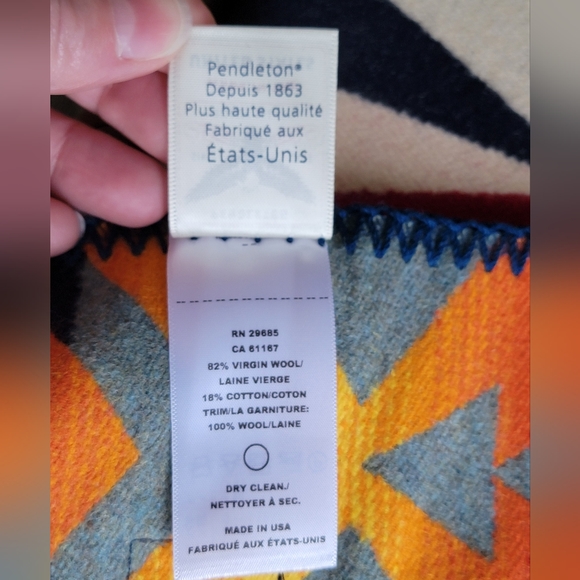 Pendleton®
Depuis 1863
Plus haute qualité
Fabriqué aux
États-Unis
RN 29685
CA 61167
82% VIRGIN WOOL/
LAINE VIERGE
18% COTTON/COTON
TRIM/LA GARNITURE:
100% WOOL/LAINE
DRY CLEAN./
NETTOYER À SEC.
MADE IN USA
FABRIQUÉ AUX ÉTATS-UNIS